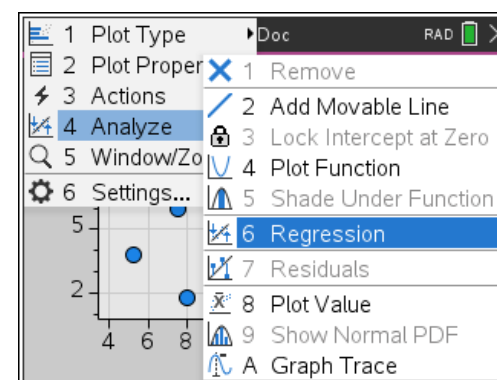 1 Plot Type
Doc
RAD
2 Plot Proper
3 Actions
4 Analyze
5 Window/Zo
6 Settings...
1 Remove
2 Add Movable Line
3 Lock Intercept at Zero
4 Plot Function
5 Shade Under Function
6 Regression
7 Residuals
8 Plot Value
9 Show Normal PDF
A Graph Trace
5
2
4 6 8